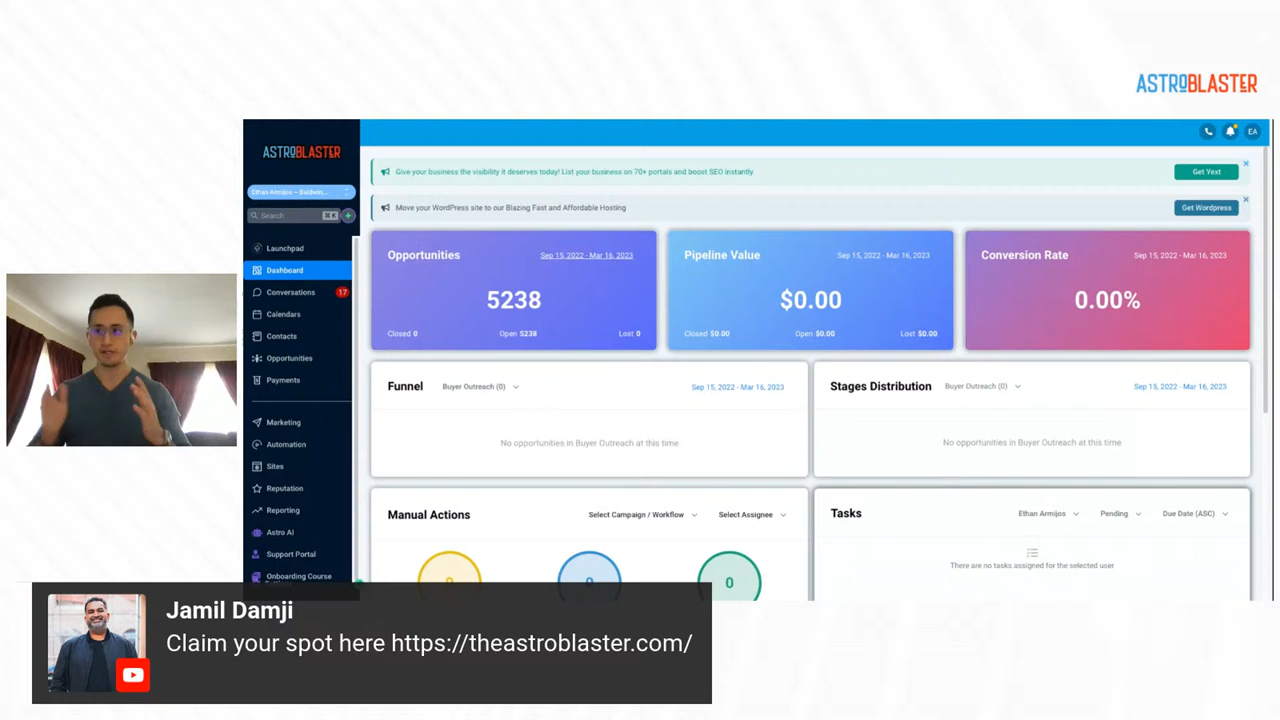 ASTROBLASTER
ASTROBLASTER
EA
Ethan Armijos – Baldwin...
Search
⌘ K
+
Launchpad
Dashboard
Conversations
17
Calendars
Contacts
Opportunities
Payments
Marketing
Automation
Sites
Reputation
Reporting
Astro AI
Support Portal
Onboarding Course
Give your business the visibility it deserves today! List your business on 70+ portals and boost SEO instantly.
Get Yext
Move your WordPress site to our Blazing Fast and Affordable Hosting
Get Wordpress
Opportunities
Sep 15, 2022 - Mar 16, 2023
5238
Closed 0
Open 5238
Lost 0
Pipeline Value
Sep 15, 2022 - Mar 16, 2023
$0.00
Closed $0.00
Open $0.00
Lost $0.00
Conversion Rate
Sep 15, 2022 - Mar 16, 2023
0.00%
Funnel
Buyer Outreach (0)
Sep 15, 2022 - Mar 16, 2023
No opportunities in Buyer Outreach at this time
Stages Distribution
Buyer Outreach (0)
Sep 15, 2022 - Mar 16, 2023
No opportunities in Buyer Outreach at this time
Manual Actions
Select Campaign / Workflow
Select Assignee
0
Tasks
Ethan Armijos
Pending
Due Date (ASC)
There are no tasks assigned for the selected user
Jamil Damji
Claim your spot here https://theastroblaster.com/